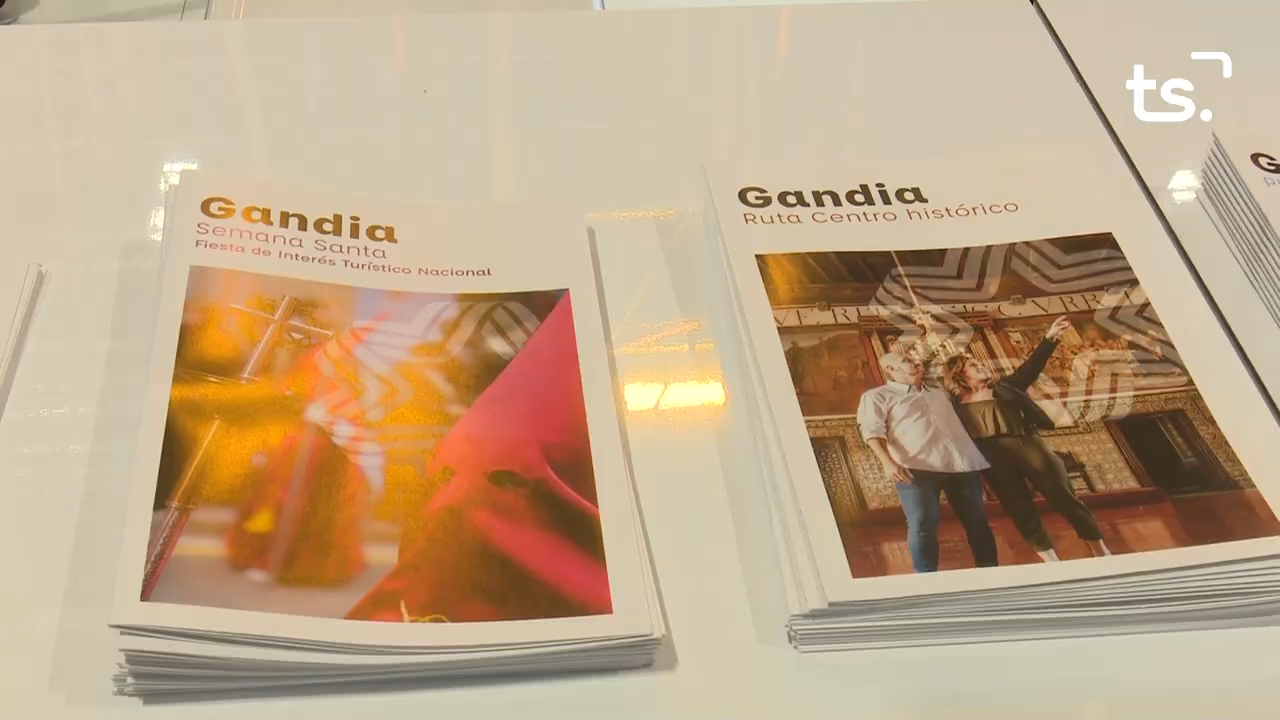 ts.
Gandia
Semana Santa
Fiesta de Interés Turístico Nacional
Gandia
Ruta Centro histórico